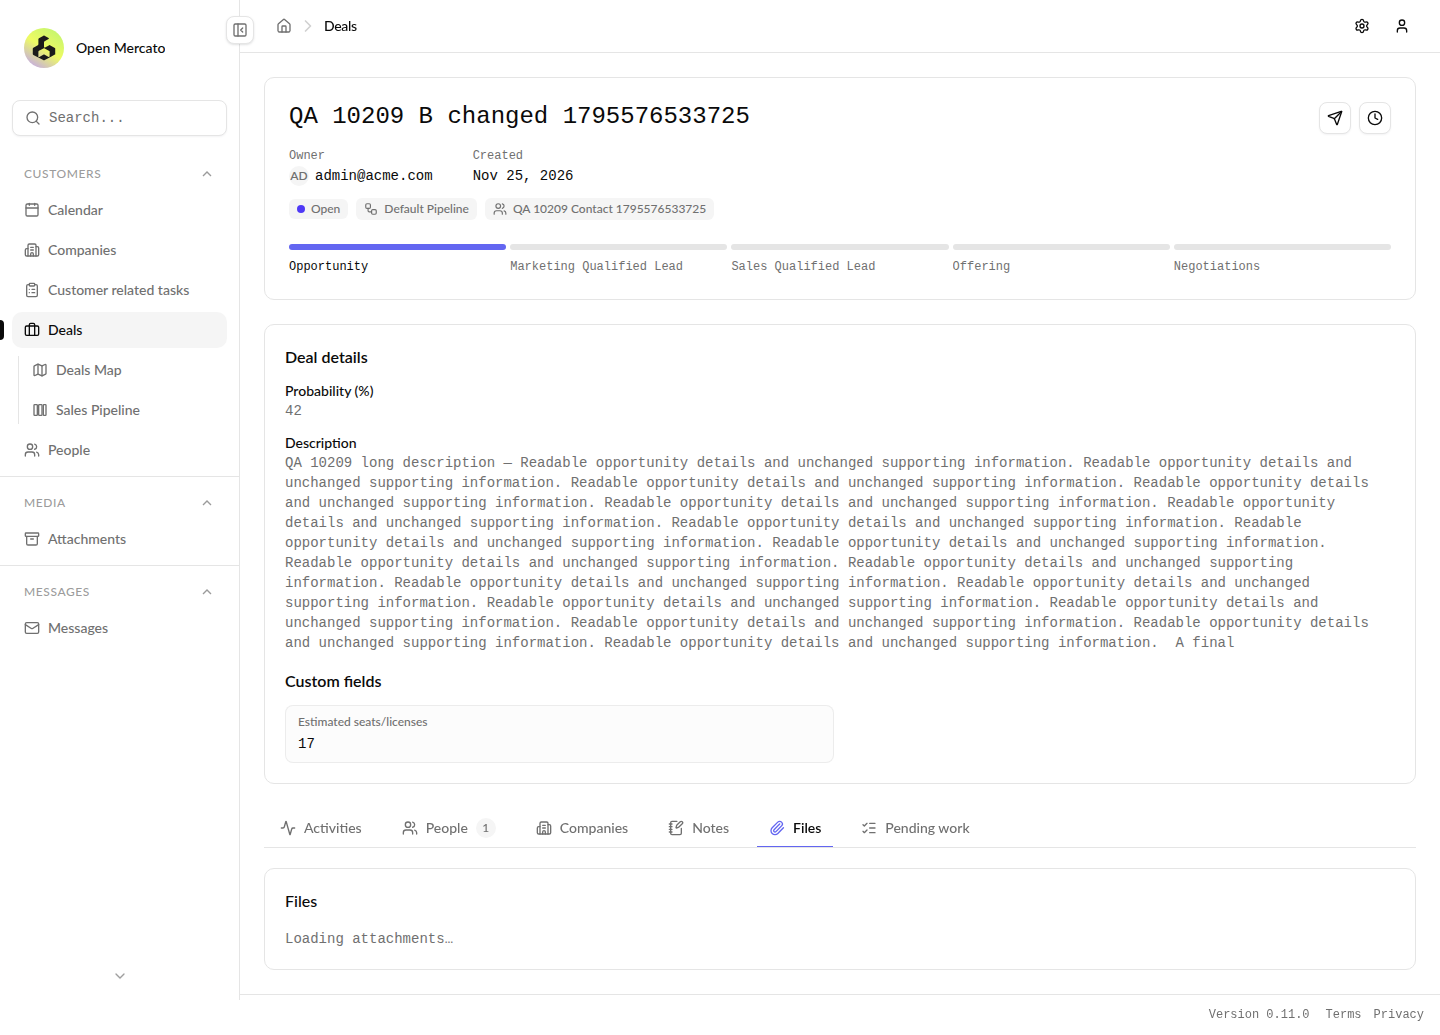 Open Mercato
Deals
Search...
CUSTOMERS
Calendar
Companies
Customer related tasks
Deals
Deals Map
Sales Pipeline
People
MEDIA
Attachments
MESSAGES
Messages
QA 10209 B changed 1795576533725
Owner
Created
AD admin@acme.com
Nov 25, 2026
Open
Default Pipeline
QA 10209 Contact 1795576533725
Opportunity
Marketing Qualified Lead
Sales Qualified Lead
Offering
Negotiations
Deal details
Probability (%)
42
Description
QA 10209 long description — Readable opportunity details and unchanged supporting information. Readable opportunity details and
unchanged supporting information. Readable opportunity details and unchanged supporting information. Readable opportunity details
and unchanged supporting information. Readable opportunity details and unchanged supporting information. Readable opportunity
details and unchanged supporting information. Readable opportunity details and unchanged supporting information. Readable
opportunity details and unchanged supporting information. Readable opportunity details and unchanged supporting information.
Readable opportunity details and unchanged supporting information. Readable opportunity details and unchanged supporting
information. Readable opportunity details and unchanged supporting information. Readable opportunity details and unchanged
supporting information. Readable opportunity details and unchanged supporting information. Readable opportunity details and
unchanged supporting information. Readable opportunity details and unchanged supporting information. Readable opportunity details
and unchanged supporting information. Readable opportunity details and unchanged supporting information.  A final
Custom fields
Estimated seats/licenses
17
Activities
People 1
Companies
Notes
Files
Pending work
Files
Loading attachments…
Version 0.11.0
Terms
Privacy